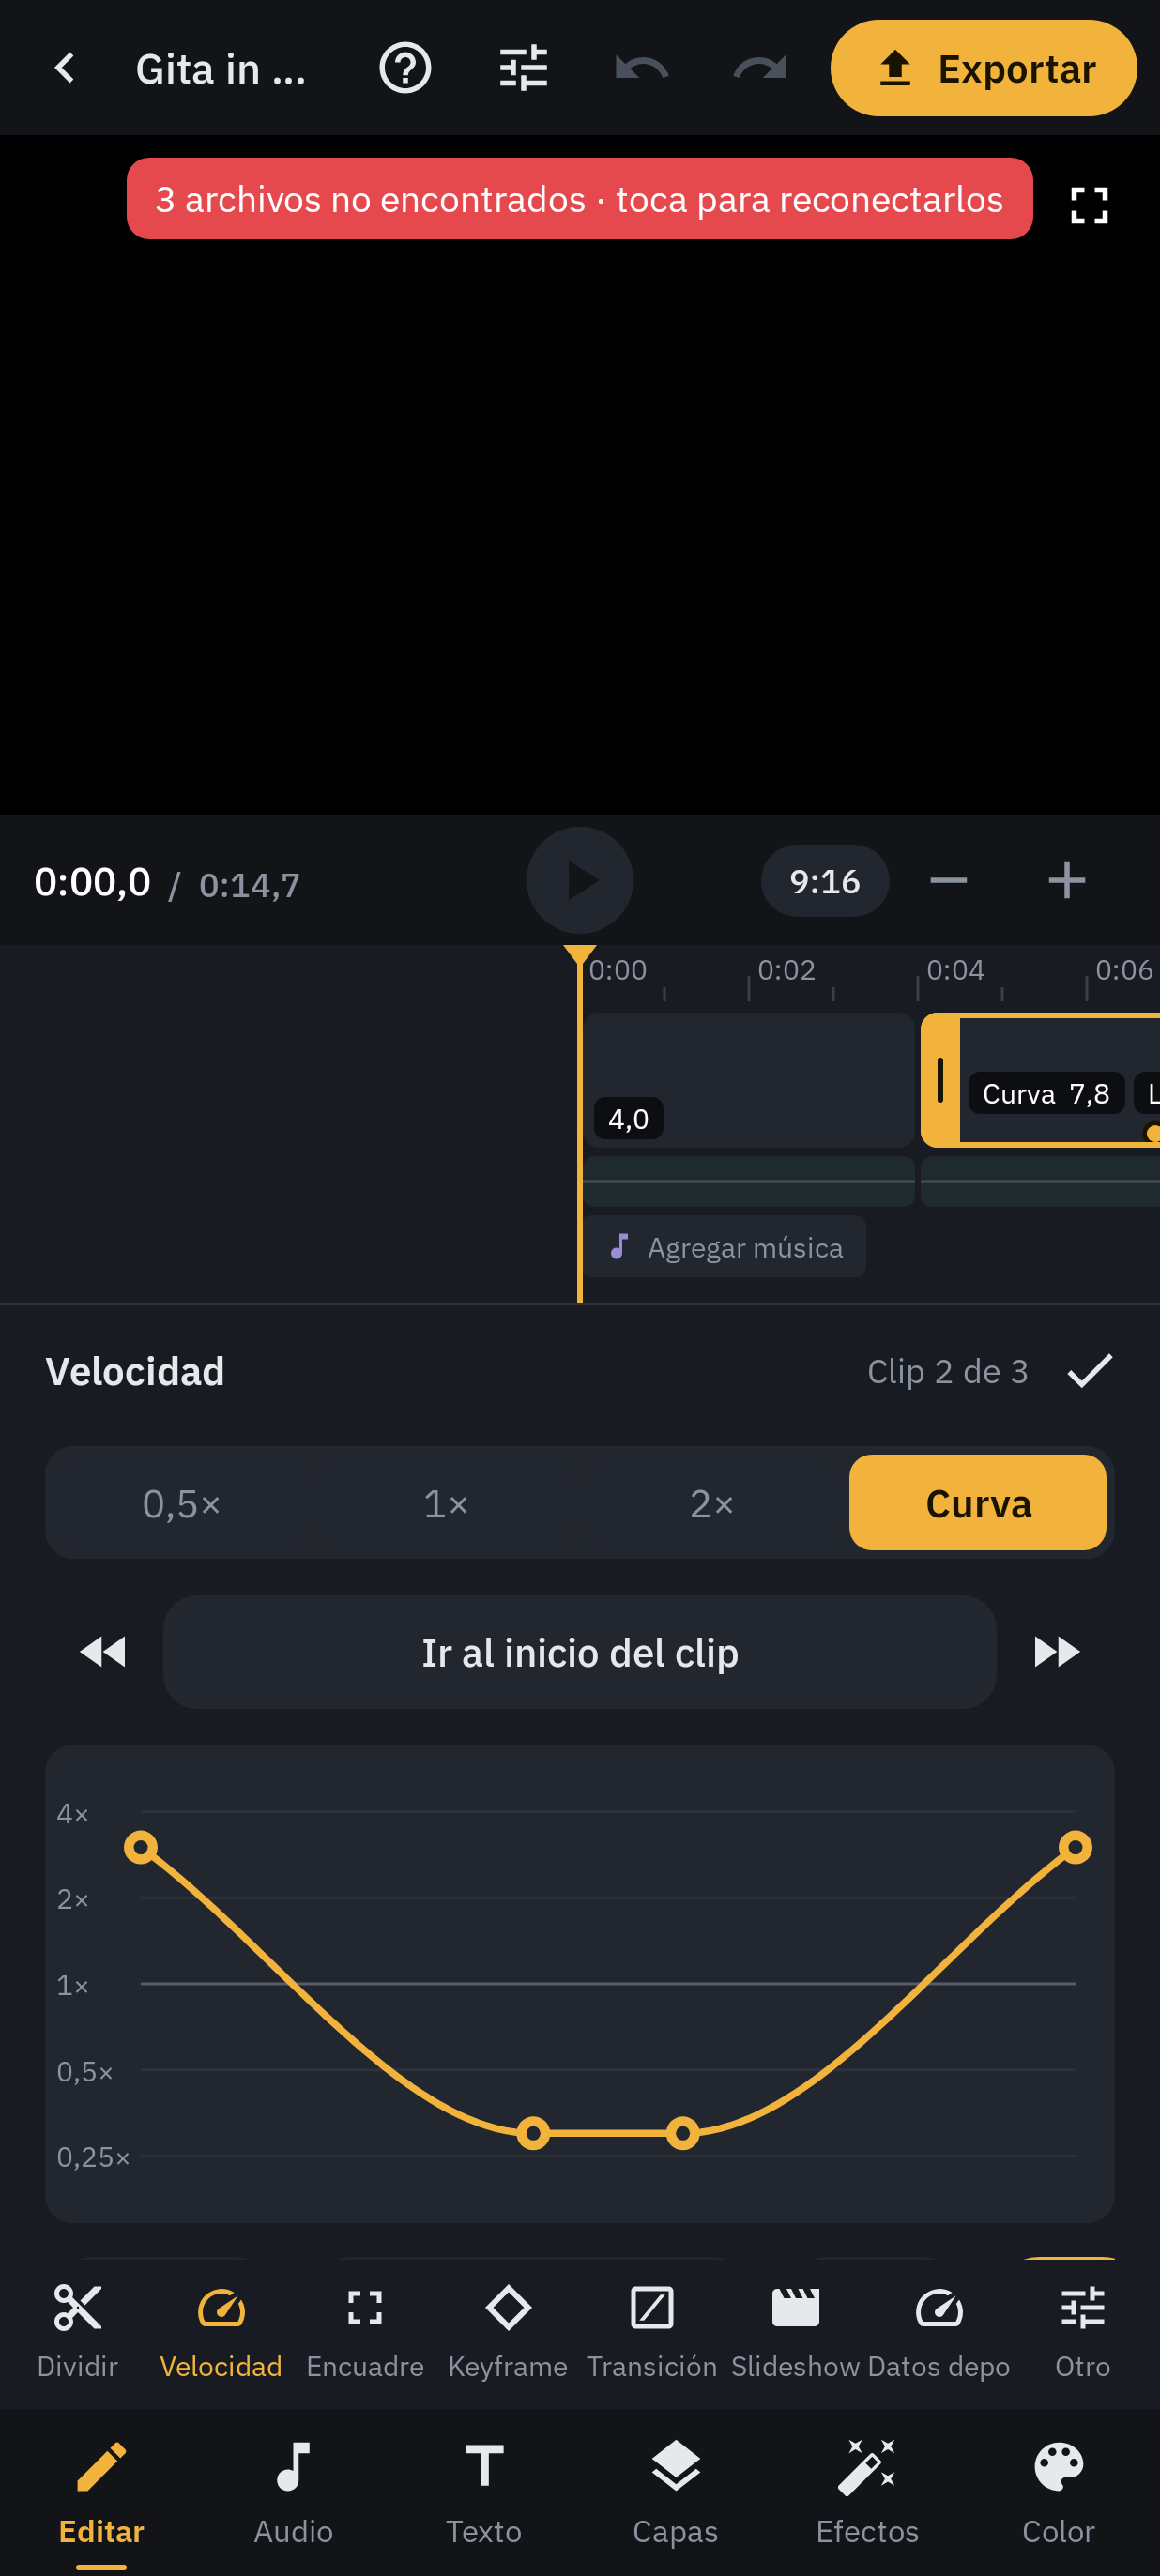 Gita in ...
Exportar
3 archivos no encontrados · toca para reconectarlos
0:00,0 / 0:14,7
9:16
0:00 0:02 0:04 0:06
4,0
Curva 7,8
L
Agregar música
Velocidad
Clip 2 de 3
0,5× 1× 2× Curva
Ir al inicio del clip
4×
2×
1×
0,5×
0,25×
Dividir Velocidad Encuadre Keyframe Transición Slideshow Datos depo Otro
Editar Audio Texto Capas Efectos Color